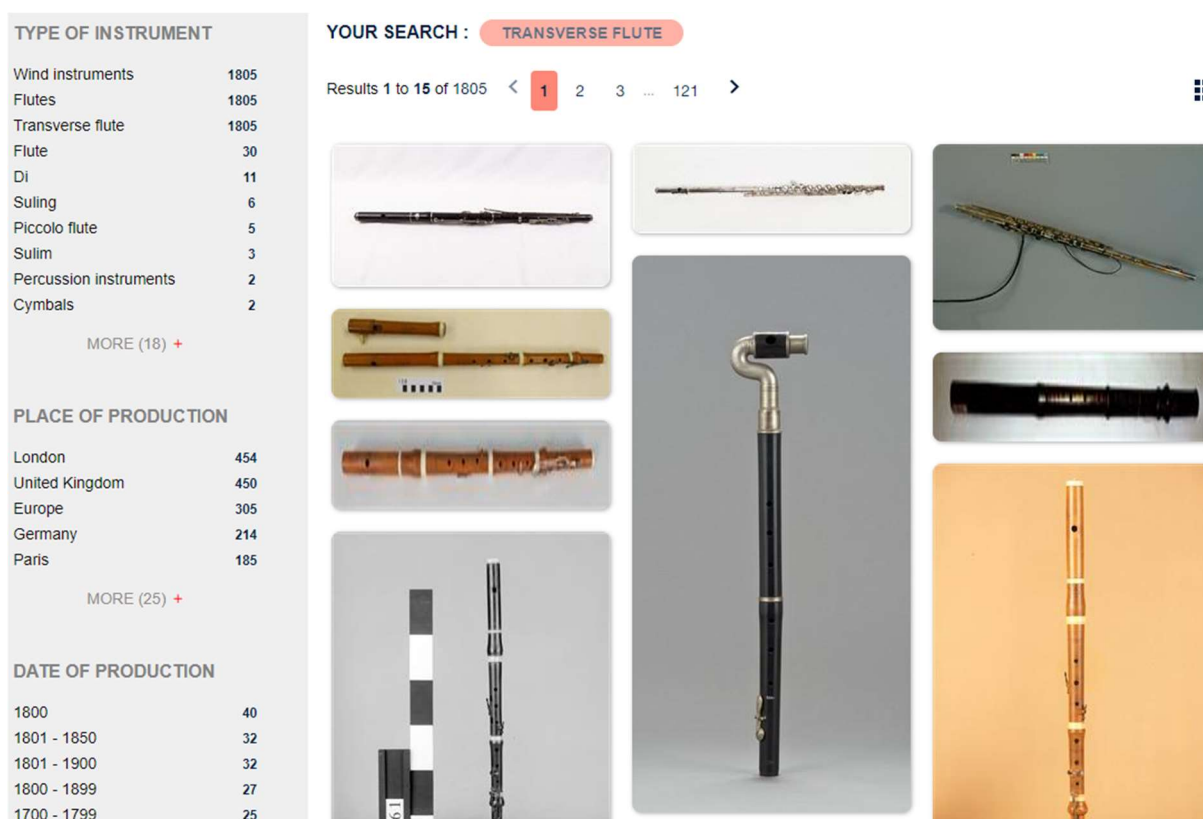 TYPE OF INSTRUMENT
Wind instruments 1805
Flutes 1805
Transverse flute 1805
Flute 30
Di 11
Suling 6
Piccolo flute 5
Sulim 3
Percussion instruments 2
Cymbals 2
MORE (18) +
PLACE OF PRODUCTION
London 454
United Kingdom 450
Europe 305
Germany 214
Paris 185
MORE (25) +
DATE OF PRODUCTION
1800 40
1801 - 1850 32
1801 - 1900 32
1800 - 1899 27
1700 - 1799 25
YOUR SEARCH : TRANSVERSE FLUTE
Results 1 to 15 of 1805 < 1 2 3 ... 121 >